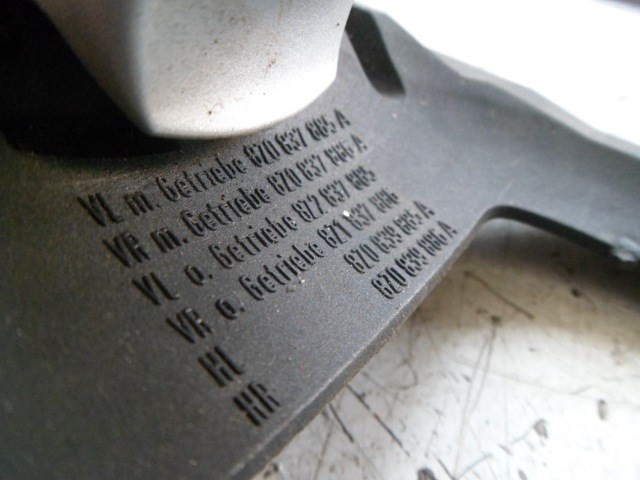 VL m. Getriebe 8Z0 837 885 A
VR m. Getriebe 8Z0 837 886 A
VL o. Getriebe 8Z2 837 885
VR o. Getriebe 8Z1 837 886
HL 8Z0 839 885 A
HR 8Z0 839 886 A